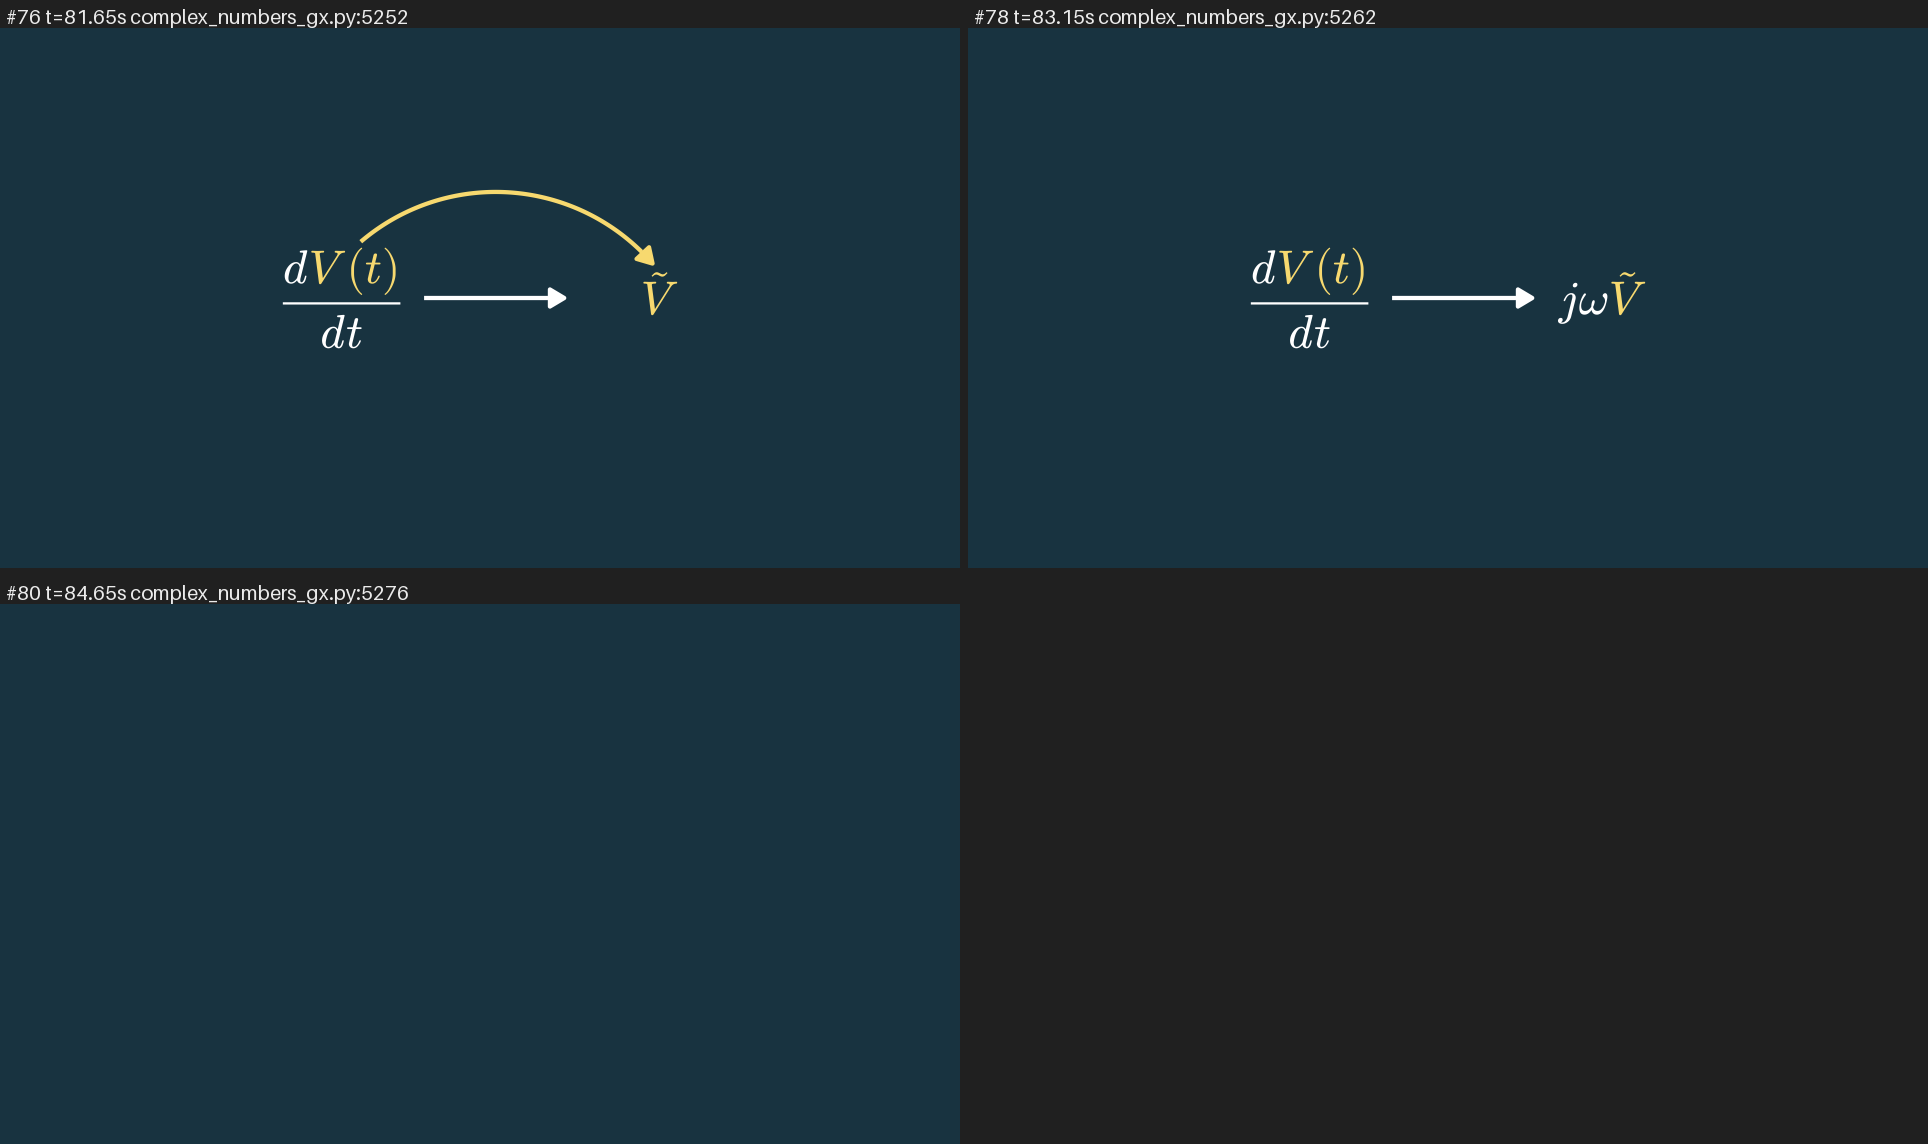 #76 t=81.65s complex_numbers_gx.py:5252
dV(t)
dt
Ṽ
#78 t=83.15s complex_numbers_gx.py:5262
dV(t)
dt
jωṼ
#80 t=84.65s complex_numbers_gx.py:5276